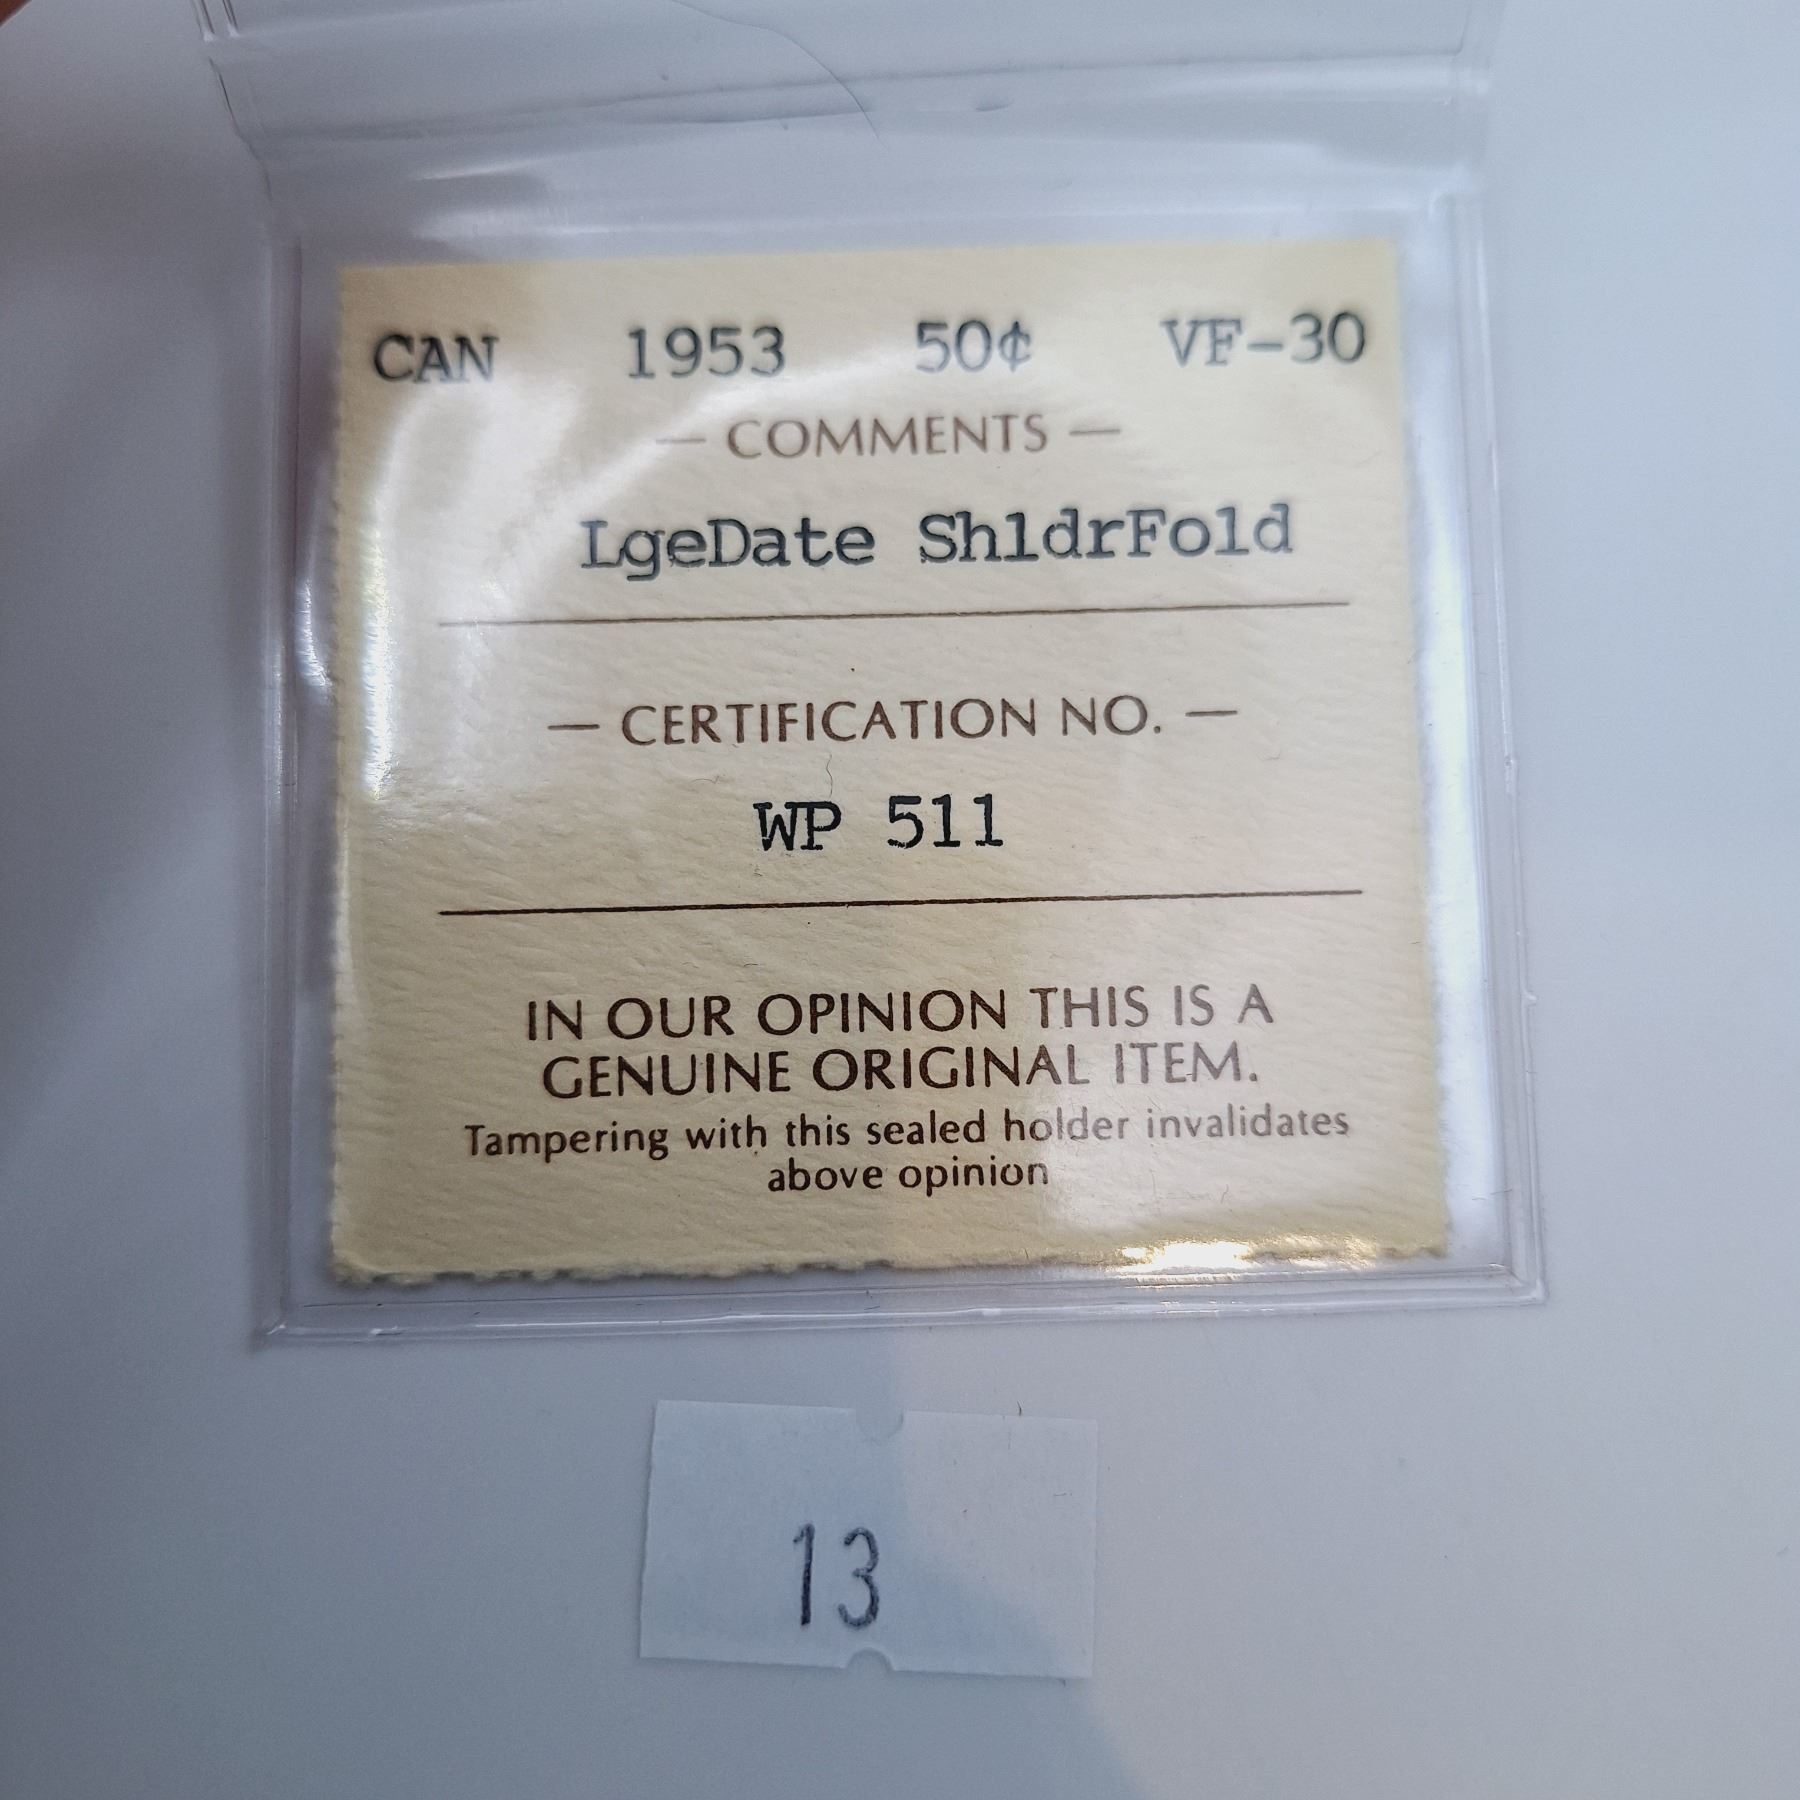 CAN 1953 50¢ VF-30
— COMMENTS —
LgeDate ShldrFold
— CERTIFICATION NO. —
WP 511
IN OUR OPINION THIS IS A
GENUINE ORIGINAL ITEM.
Tampering with this sealed holder invalidates
above opinion
13